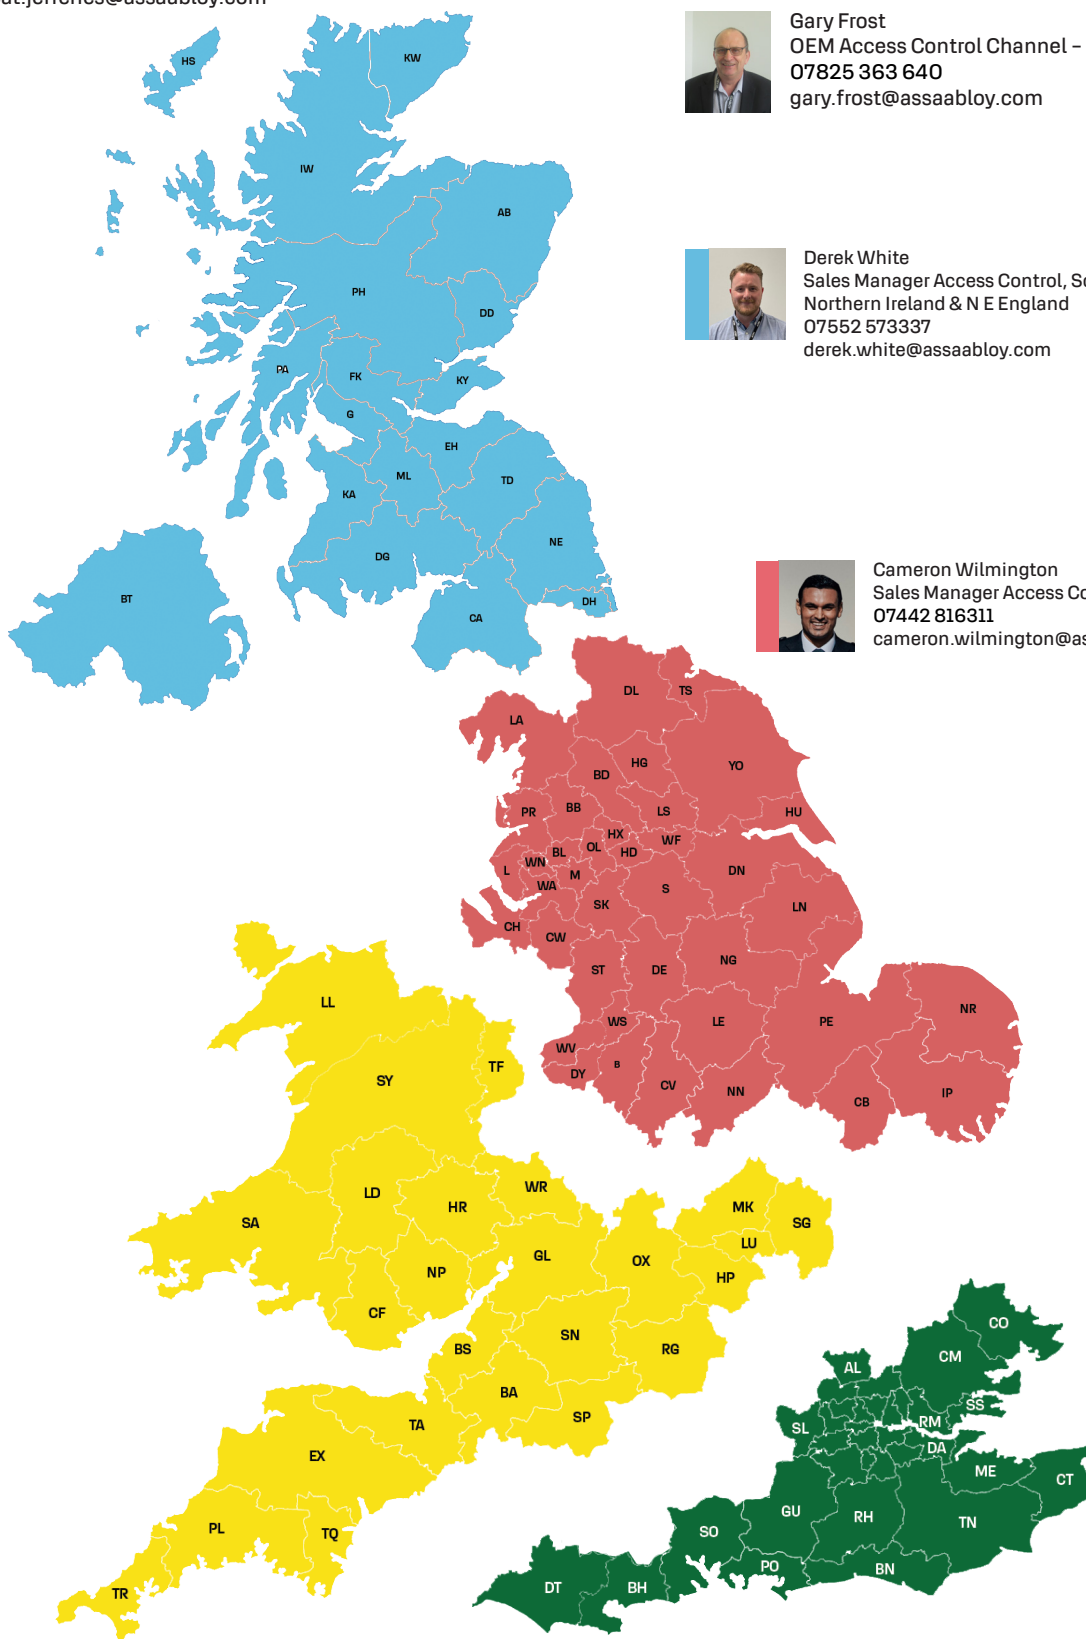 Gary Frost
OEM Access Control Channel –
07825 363 640
gary.frost@assaabloy.com
HS
KW
IW
AB
Derek White
Sales Manager Access Control,
Northern Ireland & N E England
07552 573337
derek.white@assaabloy.com
PH
DD
PA
FK
KY
G
EH
ML
TD
KA
NE
DG
BT
DH
CA
Cameron Wilmington
Sales Manager Access
07442 816311
DL
TS
LA
HG
YO
BD
PR
BB
LS
HU
HX
WF
OL
BL
HD
WN
L
M
DN
WA
S
SK
LN
CH
CW
NG
ST
DE
NR
WS
LE
PE
WV
B
DY
CV
NN
CB
IP
LL
TF
SY
WR
LD
HR
SA
MK
SG
LU
GL
OX
NP
HP
CF
SN
BS
RG
BA
SP
TA
EX
PL
TQ
TR
CO
CM
AL
SS
RM
SL
DA
ME
CT
GU
RH
TN
SO
PO
BN
DT
BH